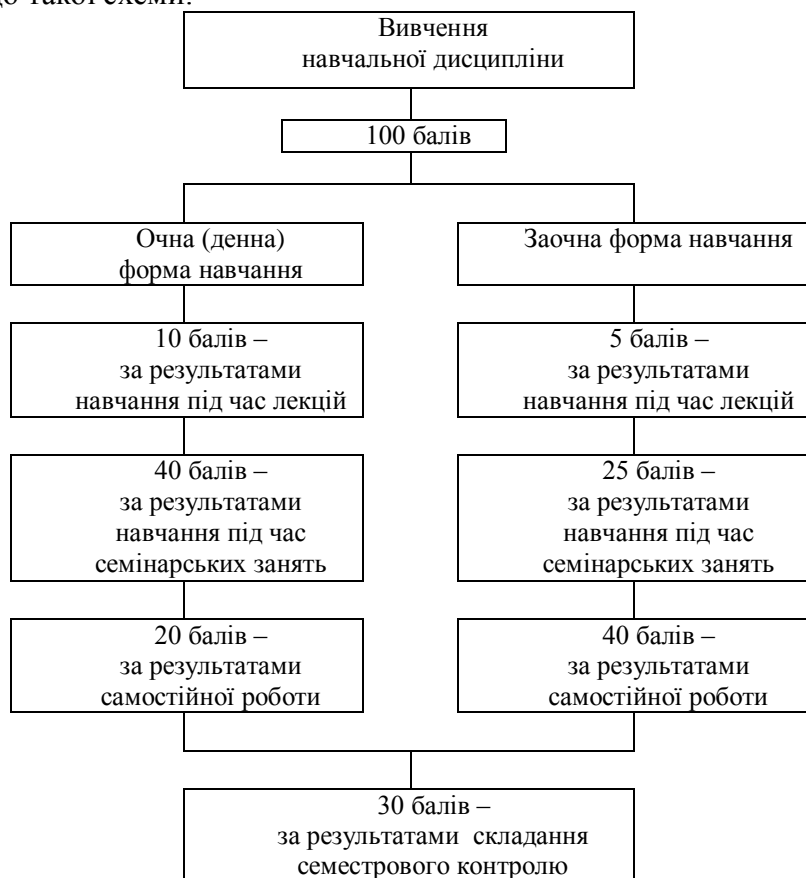 до такої схеми:
Вивчення
навчальної дисципліни
100 балів
Очна (денна)
форма навчання
Заочна форма навчання
10 балів –
за результатами
навчання під час лекцій
5 балів –
за результатами
навчання під час лекцій
40 балів –
за результатами
навчання під час
семінарських занять
25 балів –
за результатами
навчання під час
семінарських занять
20 балів –
за результатами
самостійної роботи
40 балів –
за результатами
самостійної роботи
30 балів –
за результатами складання
семестрового контролю